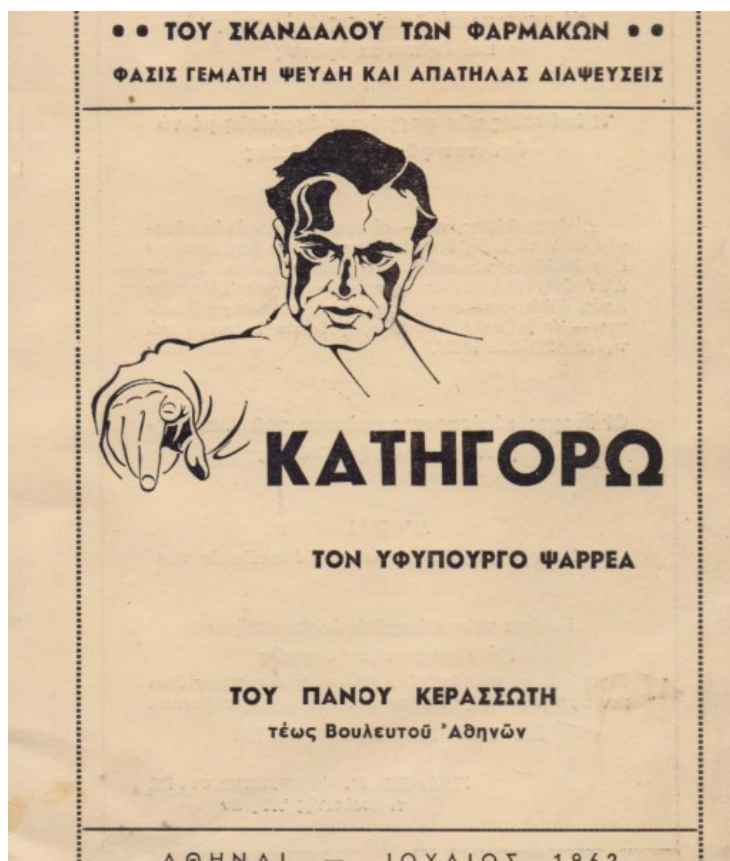 •• ΤΟΥ ΣΚΑΝΔΑΛΟΥ ΤΩΝ ΦΑΡΜΑΚΩΝ ••
ΦΑΣΙΣ ΓΕΜΑΤΗ ΨΕΥΔΗ ΚΑΙ ΑΠΑΤΗΛΑΣ ΔΙΑΨΕΥΣΕΙΣ
ΚΑΤΗΓΟΡΩ
ΤΟΝ ΥΦΥΠΟΥΡΓΟ ΨΑΡΡΕΑ
ΤΟΥ ΠΑΝΟΥ ΚΕΡΑΣΣΩΤΗ
τέως Βουλευτοῦ Ἀθηνῶν
ΑΘΗΝΑΙ — ΙΟΥΛΙΟΣ 1962